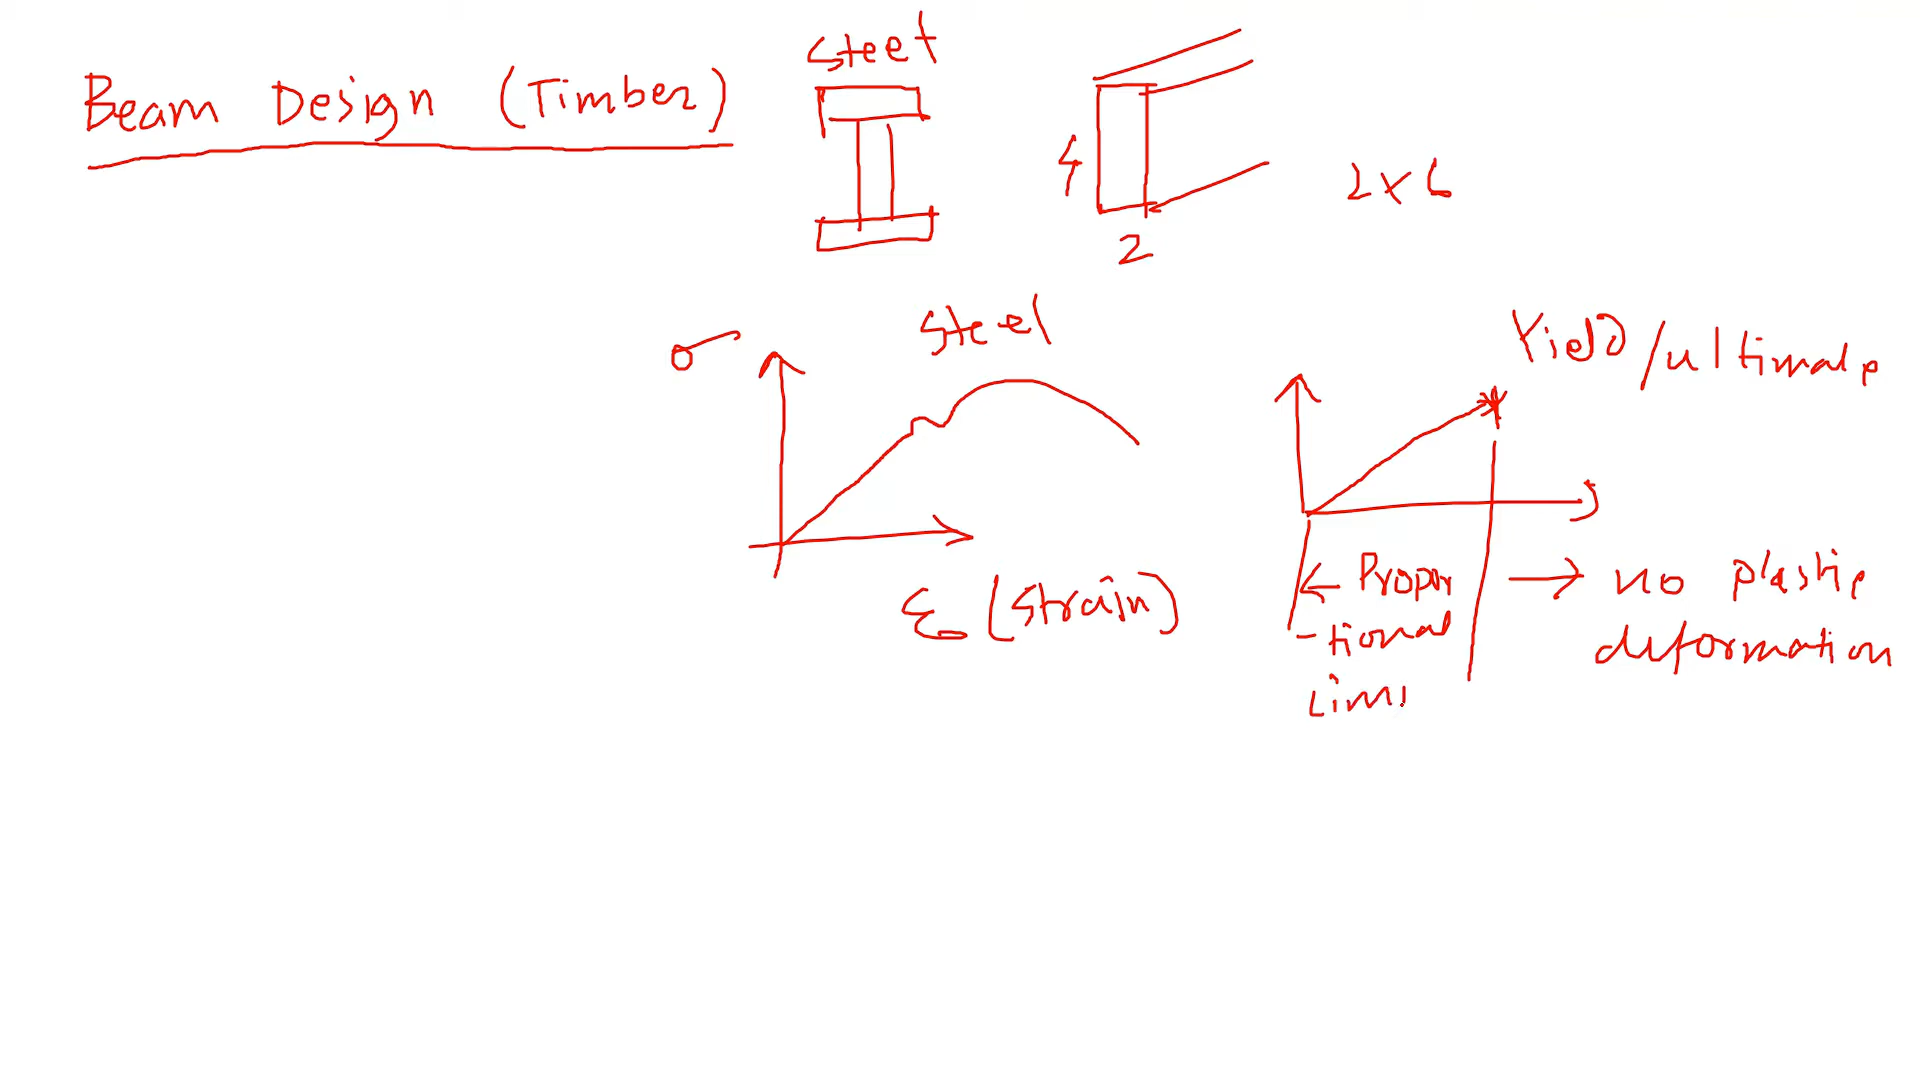 Beam Design (Timber)
Steel
4
2
2x6
Steel
σ
ε (strain)
Yield/ultimate
← Propor
-tional
Limi
→ no plastic
deformation